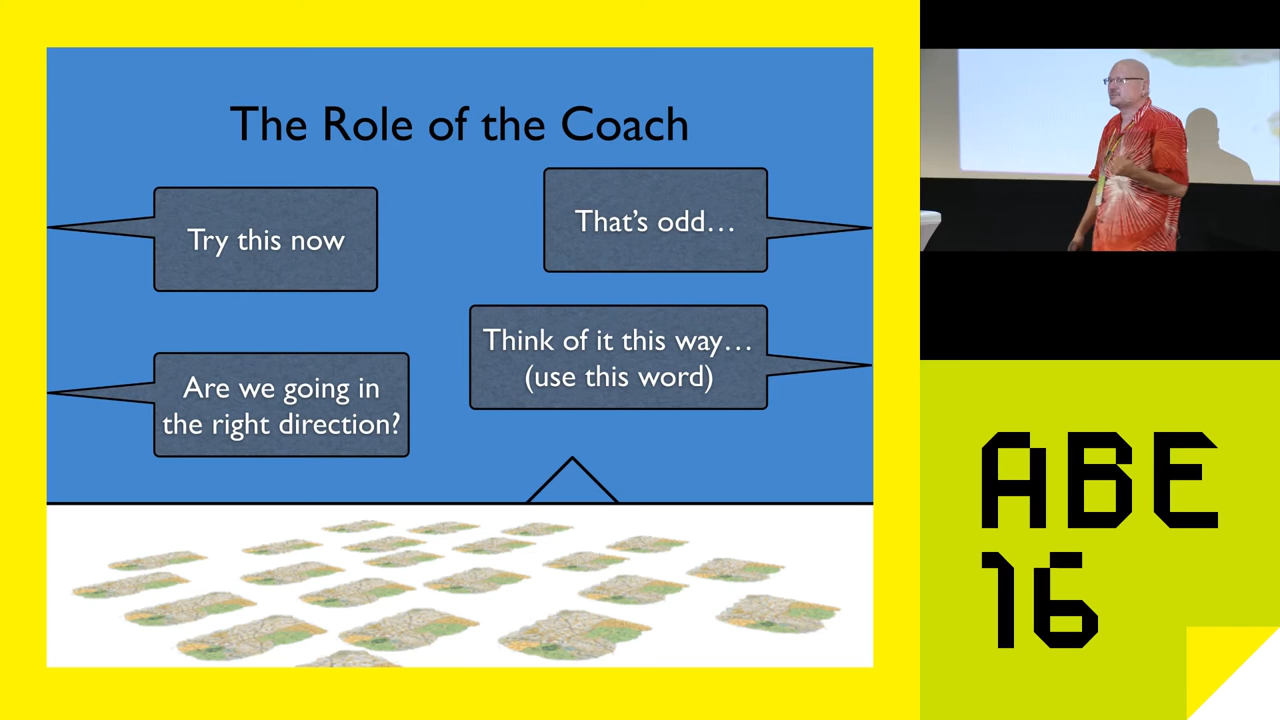 The Role of the Coach
Try this now
That's odd…
Think of it this way…
(use this word)
Are we going in
the right direction?
ABE
16